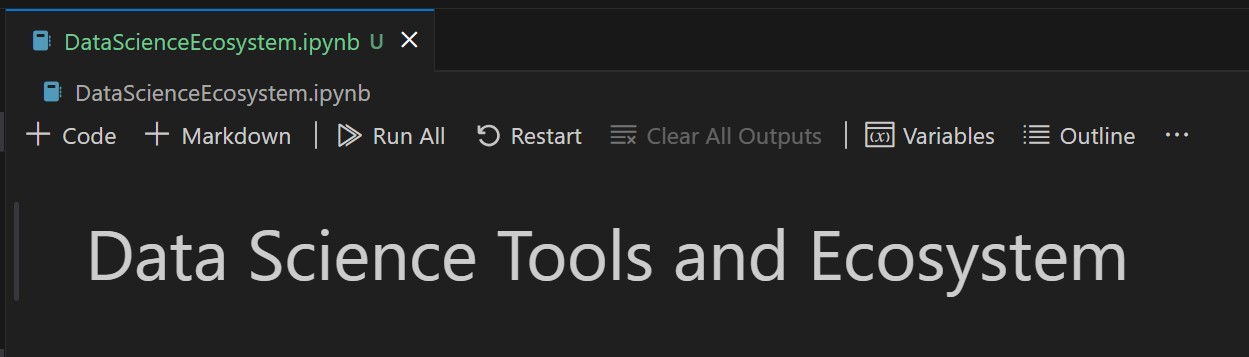 DataScienceEcosystem.ipynb U
DataScienceEcosystem.ipynb
Code Markdown Run All Restart Clear All Outputs (x) Variables Outline ...
Data Science Tools and Ecosystem